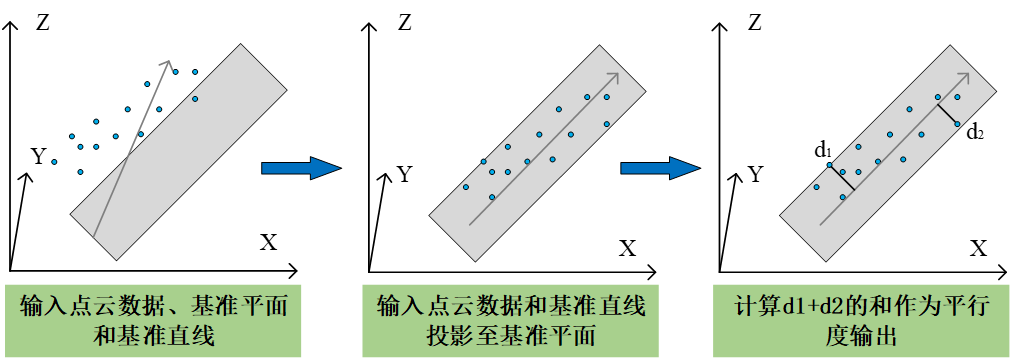 Z
Y
X
输入点云数据、基准平面
和基准直线
Z
Y
X
输入点云数据和基准直线
投影至基准平面
Z
Y
d1
d2
X
计算d1+d2的和作为平行
度输出